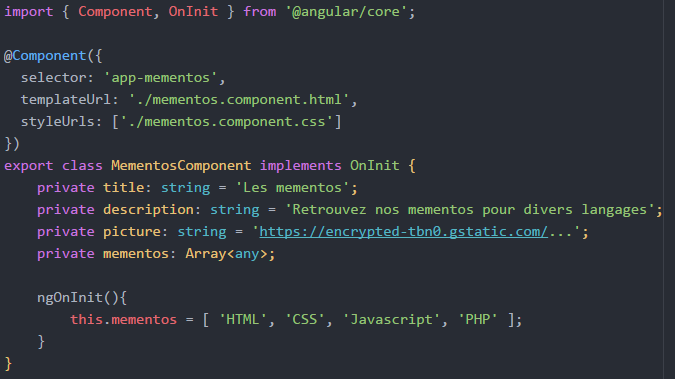 import { Component, OnInit } from '@angular/core';
@Component({
selector: 'app-mementos',
templateUrl: './mementos.component.html',
styleUrls: ['./mementos.component.css']
})
export class MementosComponent implements OnInit {
private title: string = 'Les mementos';
private description: string = 'Retrouvez nos mementos pour divers langages';
private picture: string = 'https://encrypted-tbn0.gstatic.com/...';
private mementos: Array<any>;
ngOnInit(){
this.mementos = [ 'HTML', 'CSS', 'Javascript', 'PHP' ];
}
}